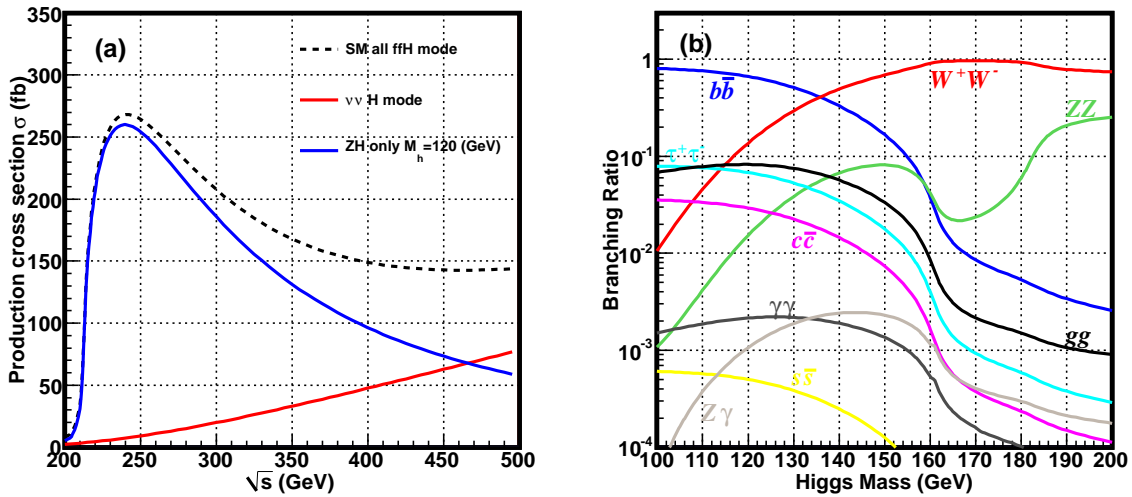 (a)
SM all ffH mode
νν H mode
ZH only M_h=120 (GeV)
Production cross section σ (fb)
350
300
250
200
150
100
50
0
200 250 300 350 400 450 500
√s (GeV)
(b)
W⁺W⁻
bb̄
ZZ
τ⁺τ⁻
cc̄
γγ
gg
ss̄
Zγ
Branching Ratio
1
10⁻¹
10⁻²
10⁻³
10⁻⁴
100 110 120 130 140 150 160 170 180 190 200
Higgs Mass (GeV)